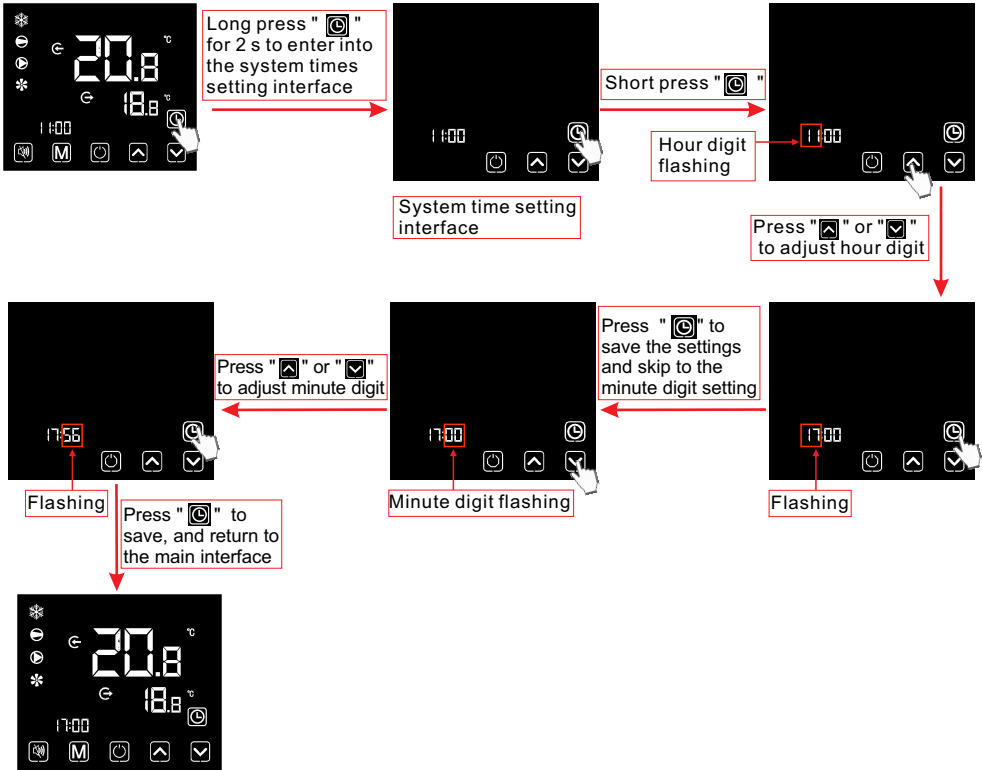 20.8 °C
18.8 °C
11:00
M
Long press " "
for 2 s to enter into
the system times
setting interface
11:00
System time setting
interface
Short press " "
11:00
Hour digit
flashing
Press " " or " "
to adjust hour digit
17:00
Flashing
Press " " to
save the settings
and skip to the
minute digit setting
17:00
Minute digit flashing
Press " " or " "
to adjust minute digit
17:56
Flashing
Press " " to
save, and return to
the main interface
20.8 °C
18.8 °C
17:00
M